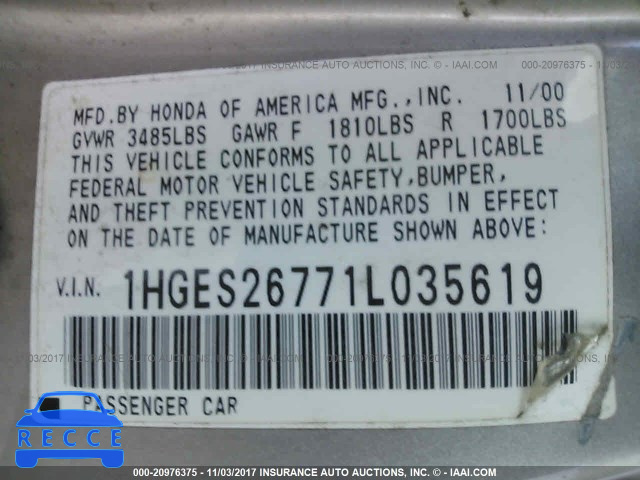 000-20976375 - 11/03/2017 INSURANCE AUTO AUCTIONS - © - IAAI.COM
MFD.BY HONDA OF AMERICA MFG.,INC. 11/00
GVWR 3485LBS GAWR F 1810LBS R 1700LBS
THIS VEHICLE CONFORMS TO ALL APPLICABLE
FEDERAL MOTOR VEHICLE SAFETY,BUMPER,
AND THEFT PREVENTION STANDARDS IN EFFECT
ON THE DATE OF MANUFACTURE SHOWN ABOVE:
V.I.N. 1HGES26771L035619
PASSENGER CAR
RECCE
000-20976375 - 11/03/2017 INSURANCE AUTO AUCTIONS - © - IAAI.COM